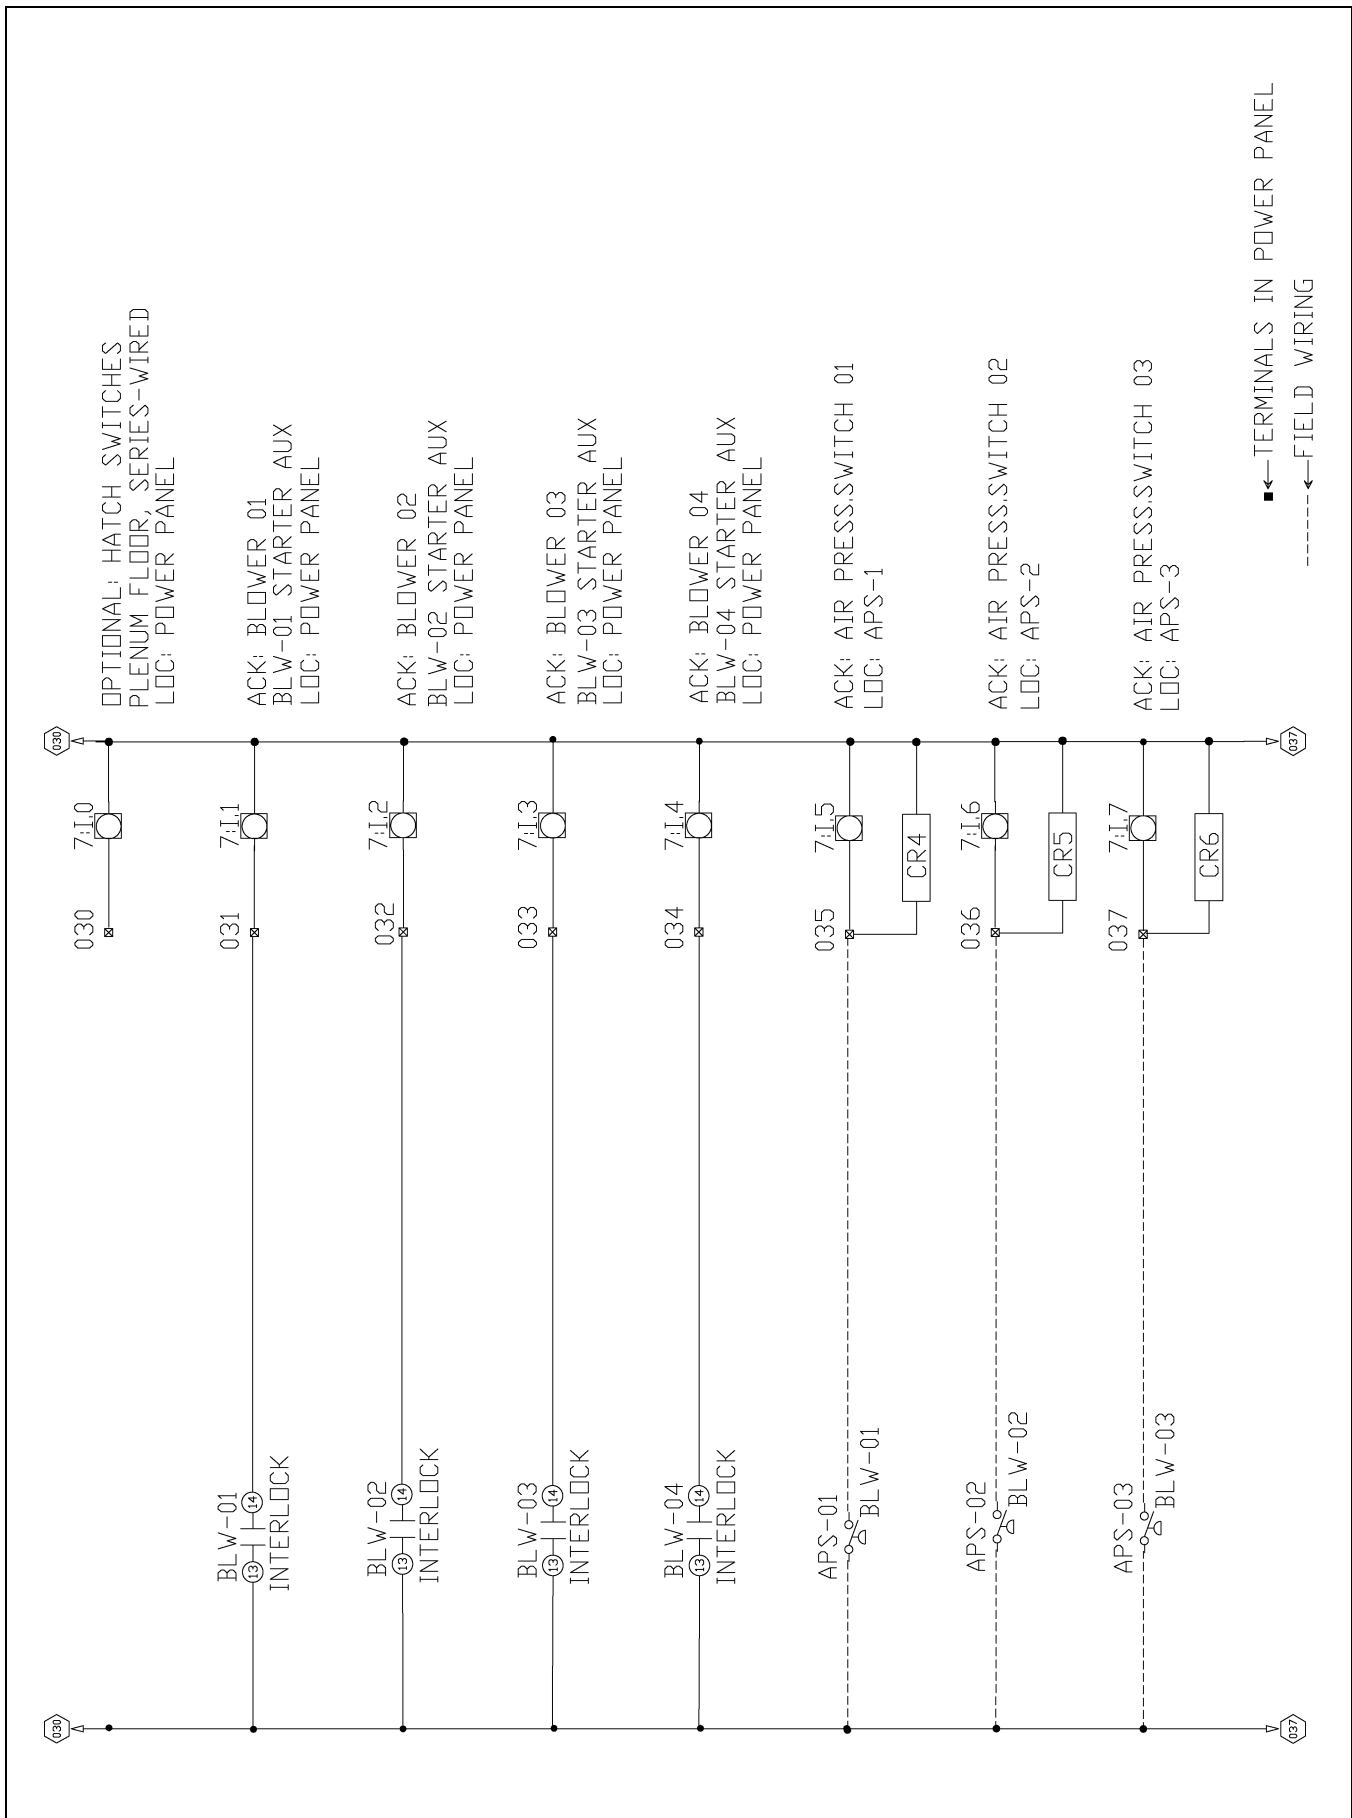 030
030
030
7:I.0
OPTIONAL: HATCH SWITCHES
PLENUM FLOOR, SERIES-WIRED
LOC: POWER PANEL
BLW-01
13
14
INTERLOCK
031
7:I.1
ACK: BLOWER 01
BLW-01 STARTER AUX
LOC: POWER PANEL
BLW-02
13
14
INTERLOCK
032
7:I.2
ACK: BLOWER 02
BLW-02 STARTER AUX
LOC: POWER PANEL
BLW-03
13
14
INTERLOCK
033
7:I.3
ACK: BLOWER 03
BLW-03 STARTER AUX
LOC: POWER PANEL
BLW-04
13
14
INTERLOCK
034
7:I.4
ACK: BLOWER 04
BLW-04 STARTER AUX
LOC: POWER PANEL
APS-01
BLW-01
035
7:I.5
CR4
ACK: AIR PRESS.SWITCH 01
LOC: APS-1
APS-02
BLW-02
036
7:I.6
CR5
ACK: AIR PRESS.SWITCH 02
LOC: APS-2
APS-03
BLW-03
037
7:I.7
CR6
ACK: AIR PRESS.SWITCH 03
LOC: APS-3
037
037
TERMINALS IN POWER PANEL
FIELD WIRING